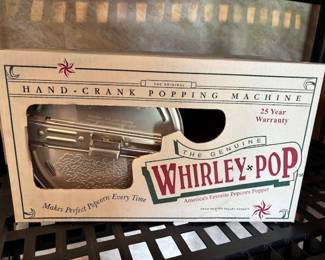 THE ORIGINAL
HAND-CRANK POPPING MACHINE
25 Year
Warranty
THE GENUINE
WHIRLEY POP
America's Favorite Popcorn Popper
Makes Perfect Popcorn Every Time